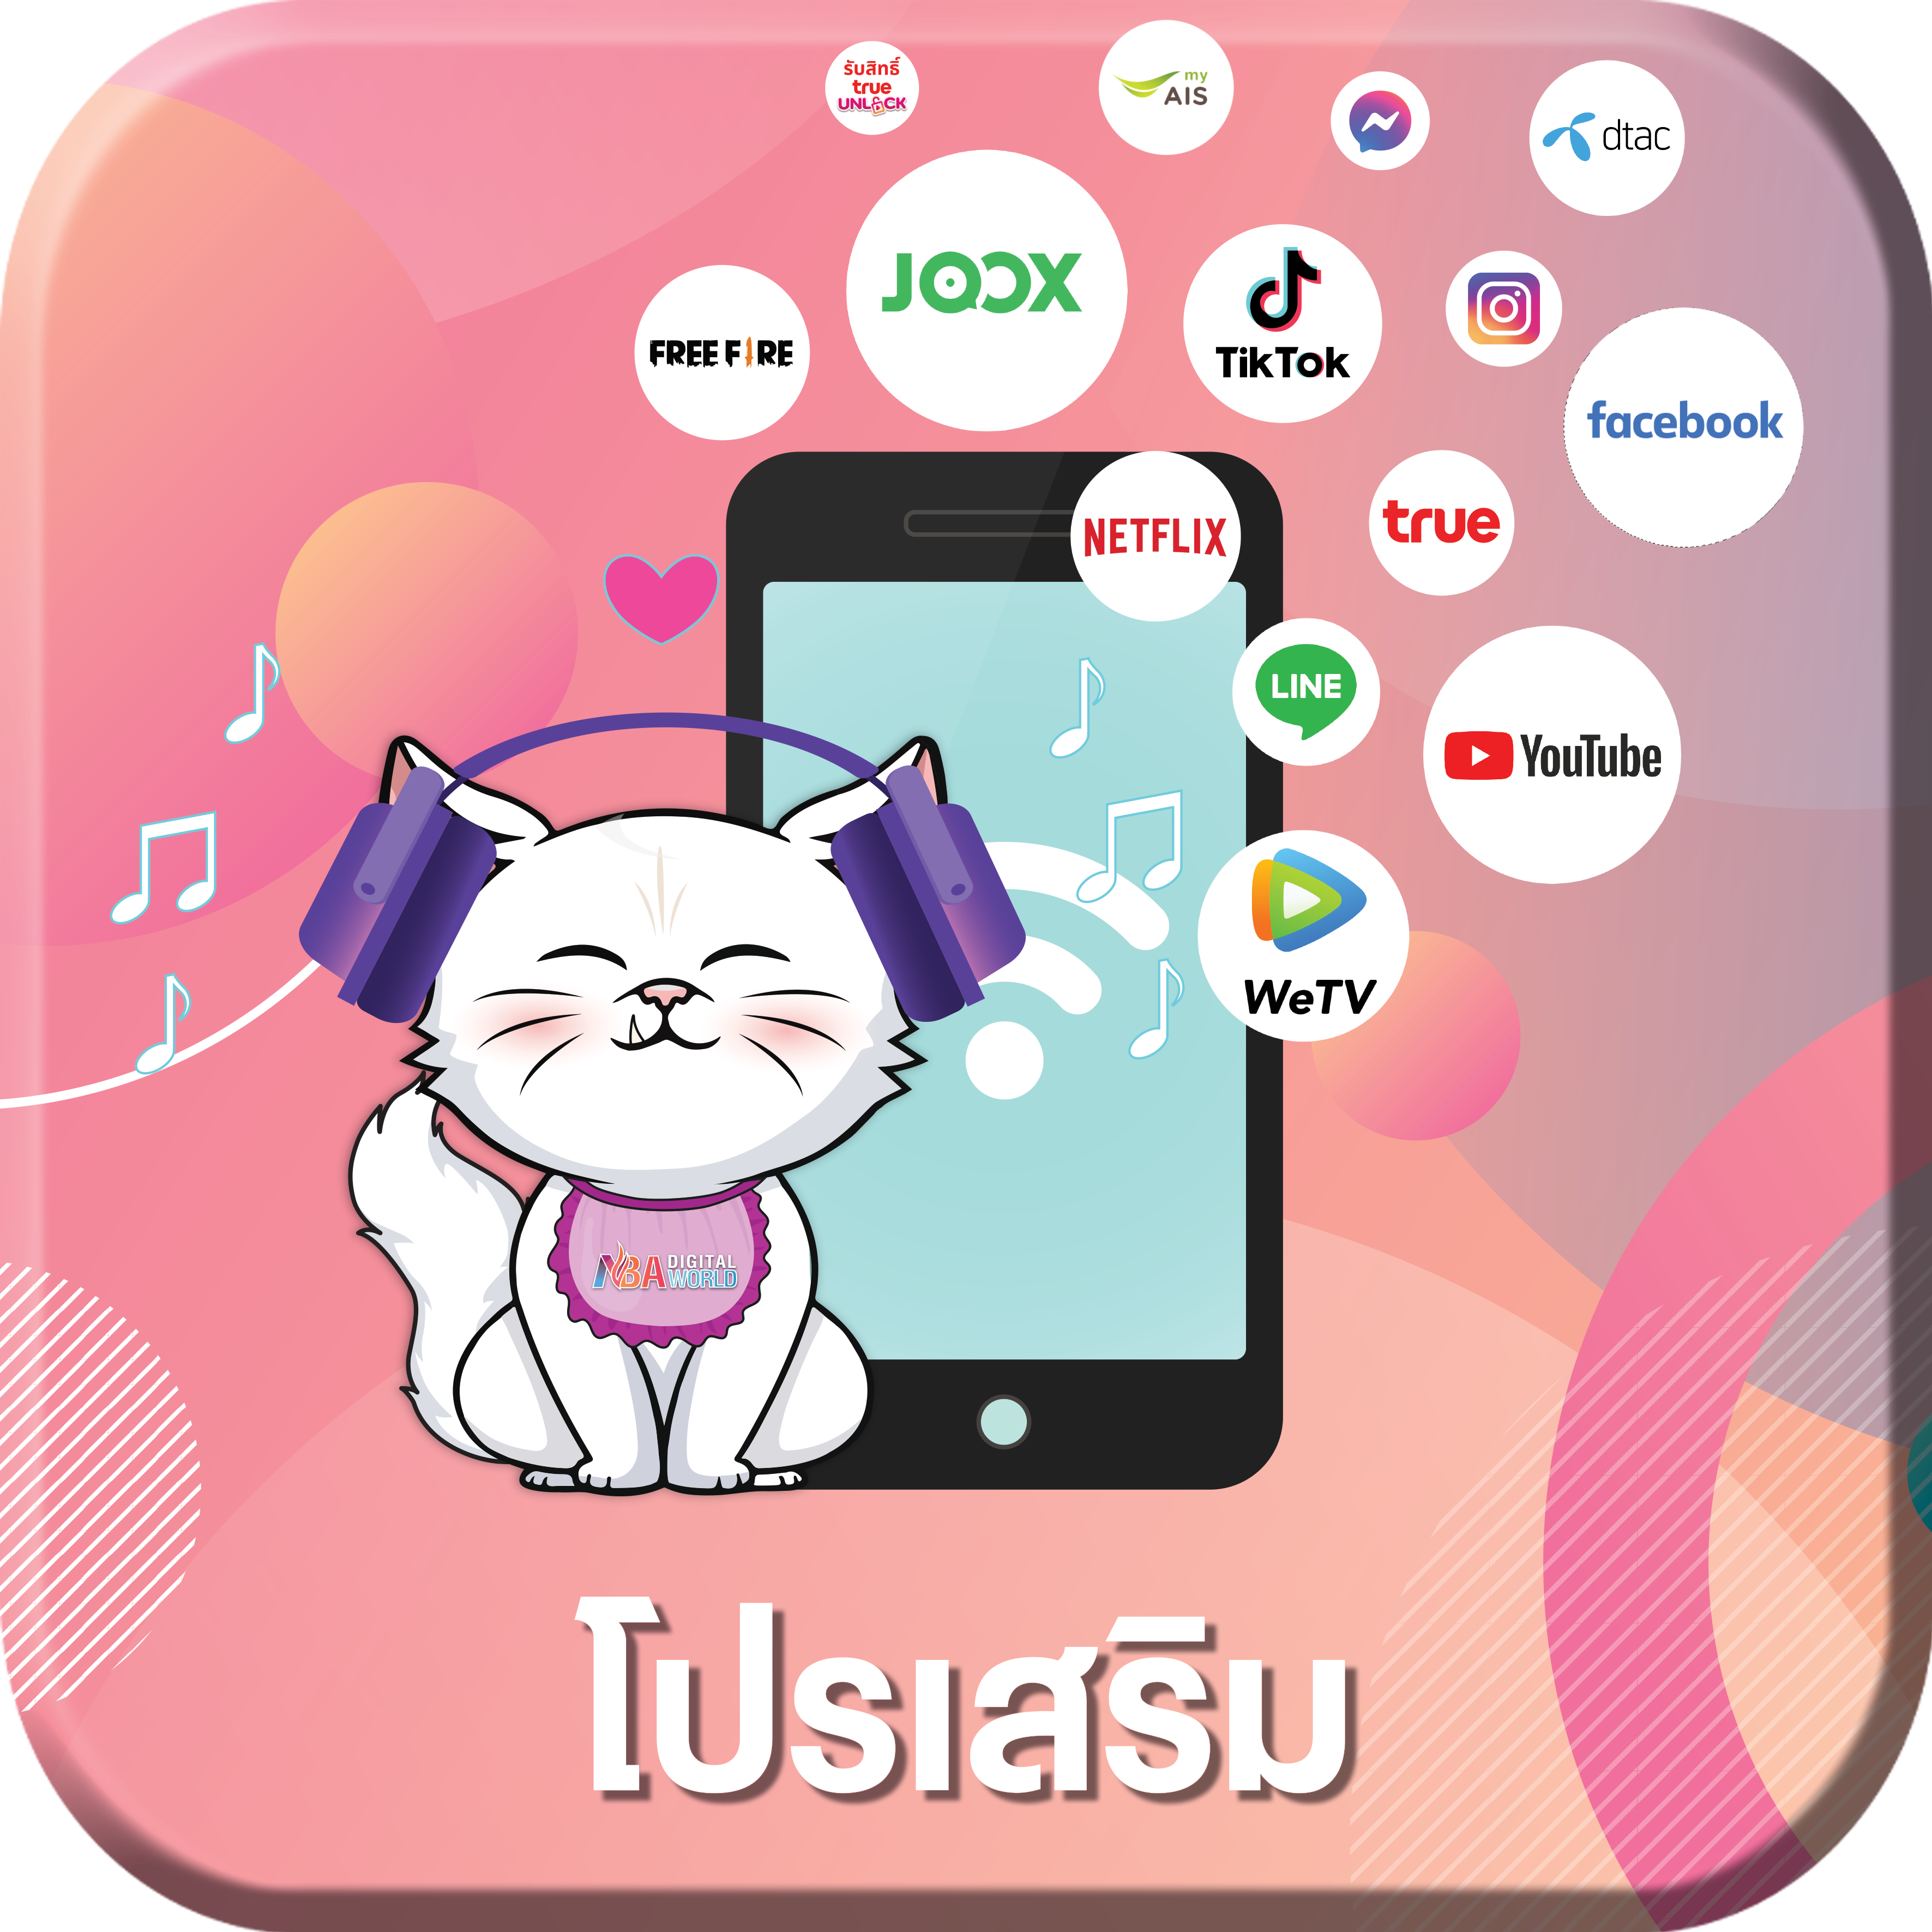 รับสิทธิ์
true
UNLOCK
my
AIS
dtac
JOOX
TikTok
FREE FIRE
facebook
NETFLIX
true
LINE
YouTube
WeTV
NBA DIGITAL
WORLD
โปรเสริม